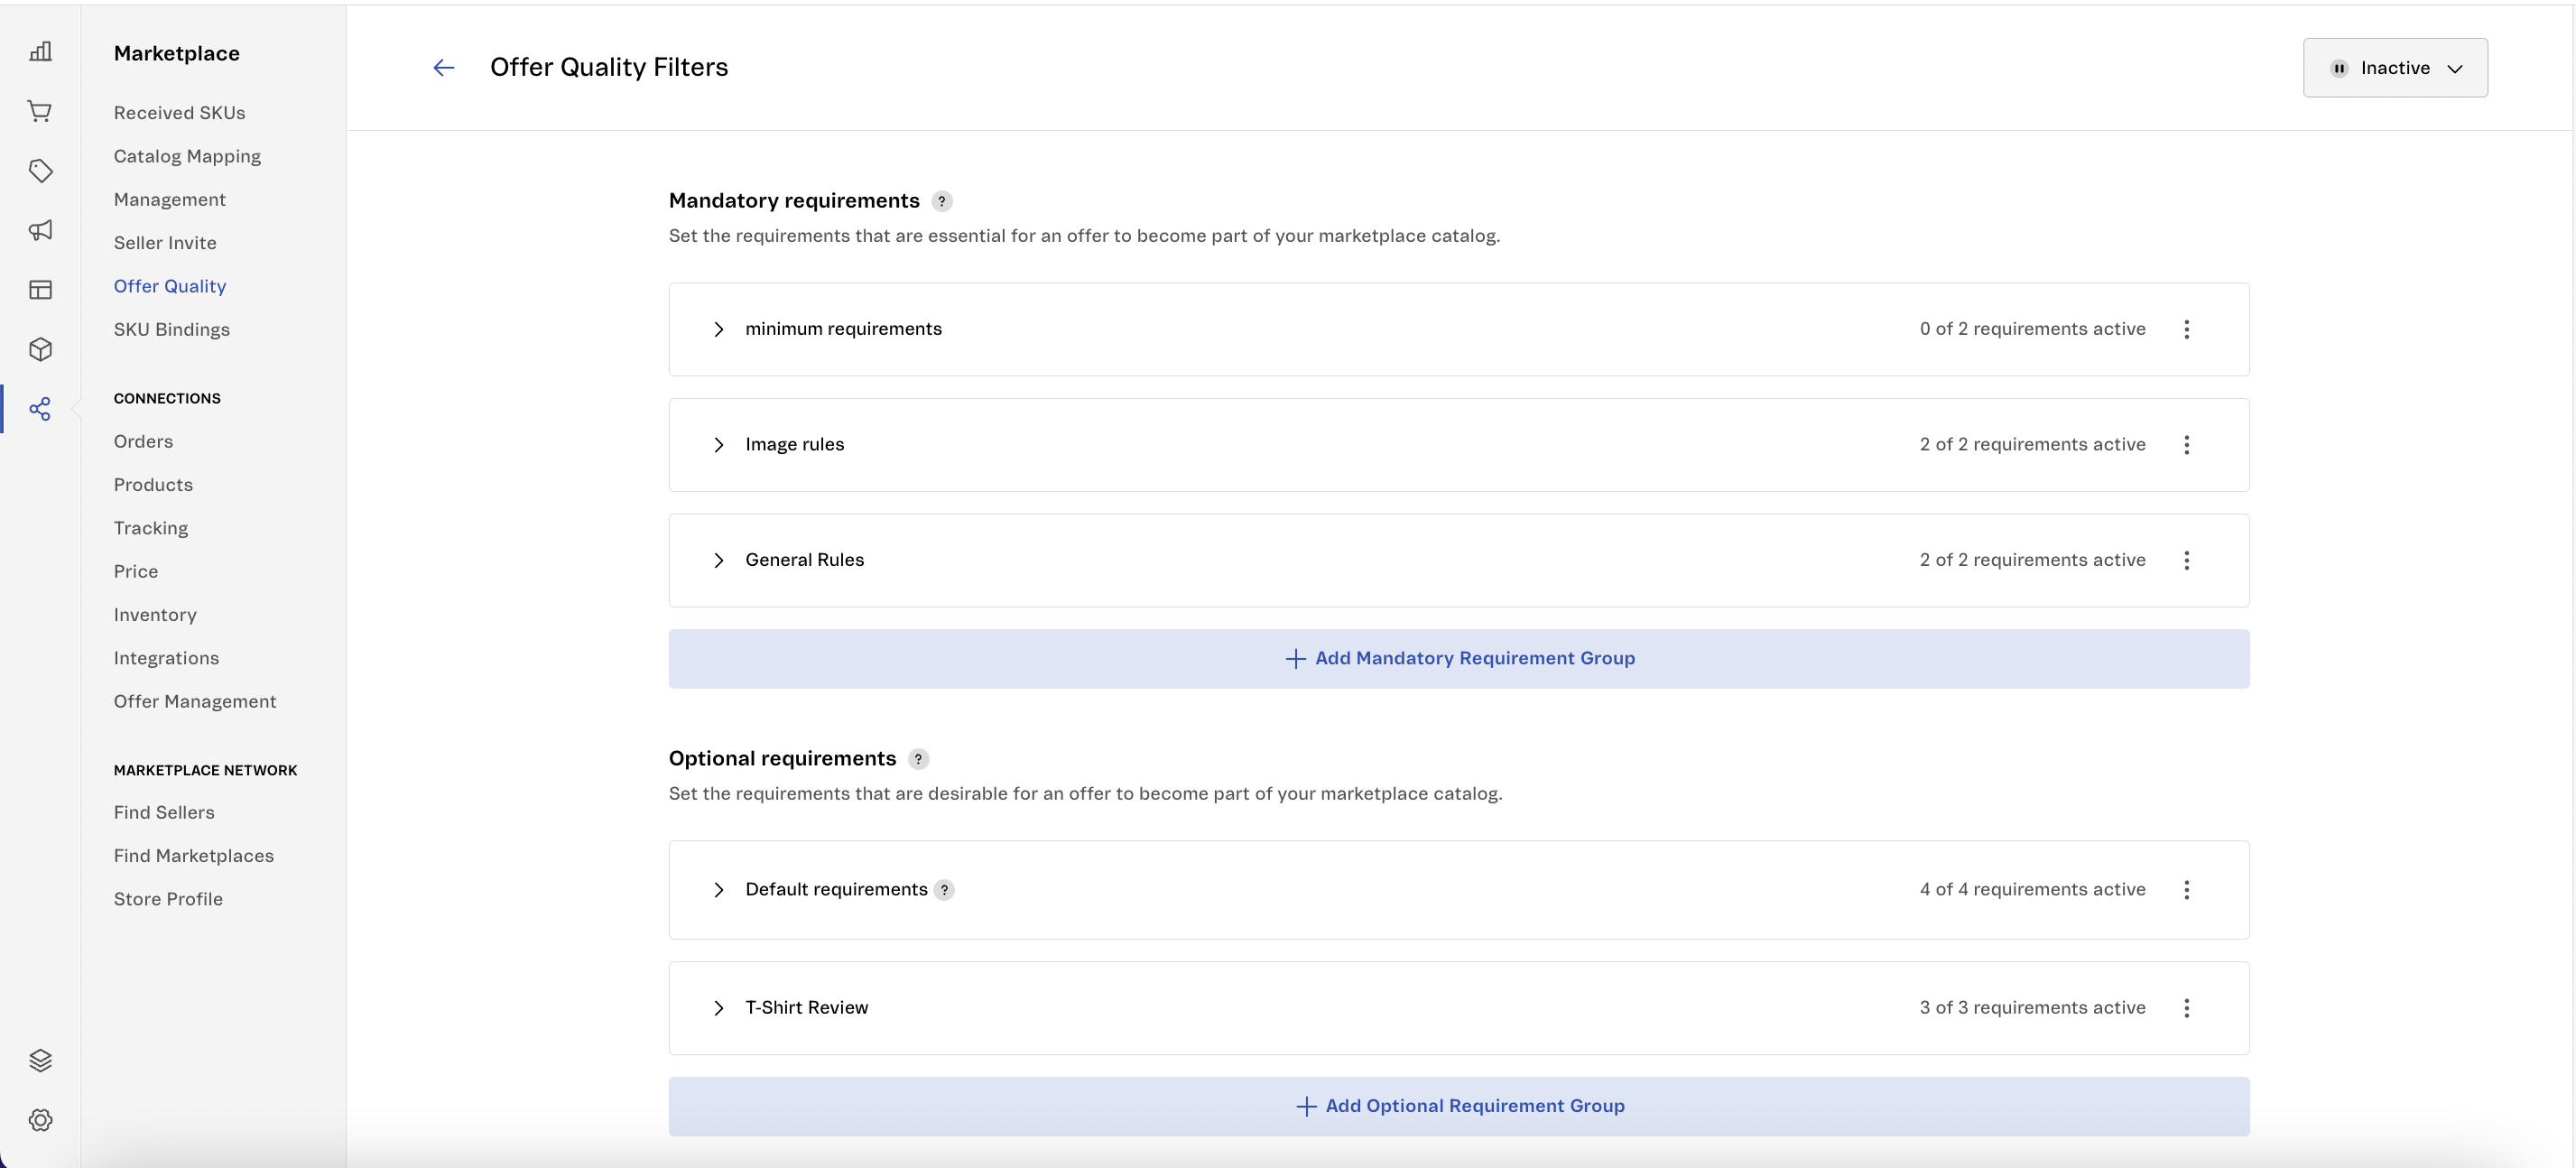 Marketplace
Received SKUs
Catalog Mapping
Management
Seller Invite
Offer Quality
SKU Bindings
CONNECTIONS
Orders
Products
Tracking
Price
Inventory
Integrations
Offer Management
MARKETPLACE NETWORK
Find Sellers
Find Marketplaces
Store Profile
Offer Quality Filters
Inactive
Mandatory requirements ?
Set the requirements that are essential for an offer to become part of your marketplace catalog.
minimum requirements 0 of 2 requirements active
Image rules 2 of 2 requirements active
General Rules 2 of 2 requirements active
+ Add Mandatory Requirement Group
Optional requirements ?
Set the requirements that are desirable for an offer to become part of your marketplace catalog.
Default requirements ? 4 of 4 requirements active
T-Shirt Review 3 of 3 requirements active
+ Add Optional Requirement Group